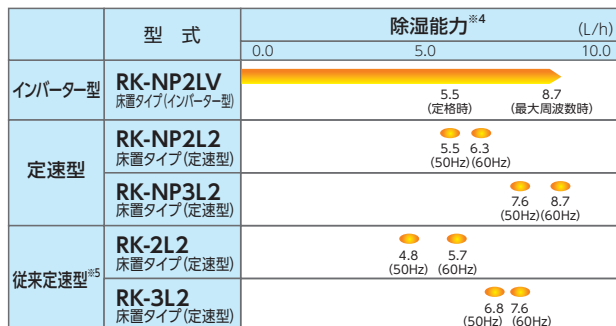 型 式
除湿能力※4
(L/h)
0.0 5.0 10.0
インバーター型
RK-NP2LV
床置タイプ(インバーター型)
5.5 8.7
(定格時) (最大周波数時)
定速型
RK-NP2L2
床置タイプ(定速型)
5.5 6.3
(50Hz) (60Hz)
RK-NP3L2
床置タイプ(定速型)
7.6 8.7
(50Hz) (60Hz)
従来定速型※5
RK-2L2
床置タイプ(定速型)
4.8 5.7
(50Hz) (60Hz)
RK-3L2
床置タイプ(定速型)
6.8 7.6
(50Hz) (60Hz)